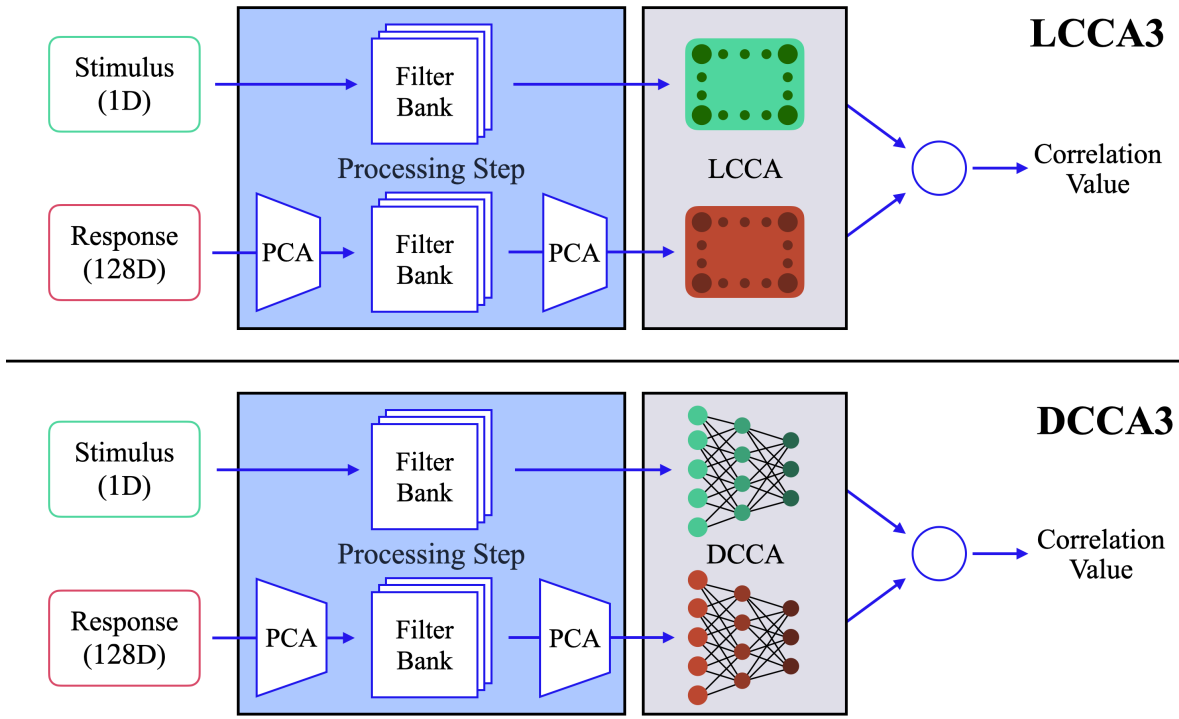 LCCA3
Stimulus
(1D)
Filter
Bank
Processing Step
LCCA
Correlation
Value
Response
(128D)
PCA
Filter
Bank
PCA
DCCA3
Stimulus
(1D)
Filter
Bank
Processing Step
DCCA
Correlation
Value
Response
(128D)
PCA
Filter
Bank
PCA